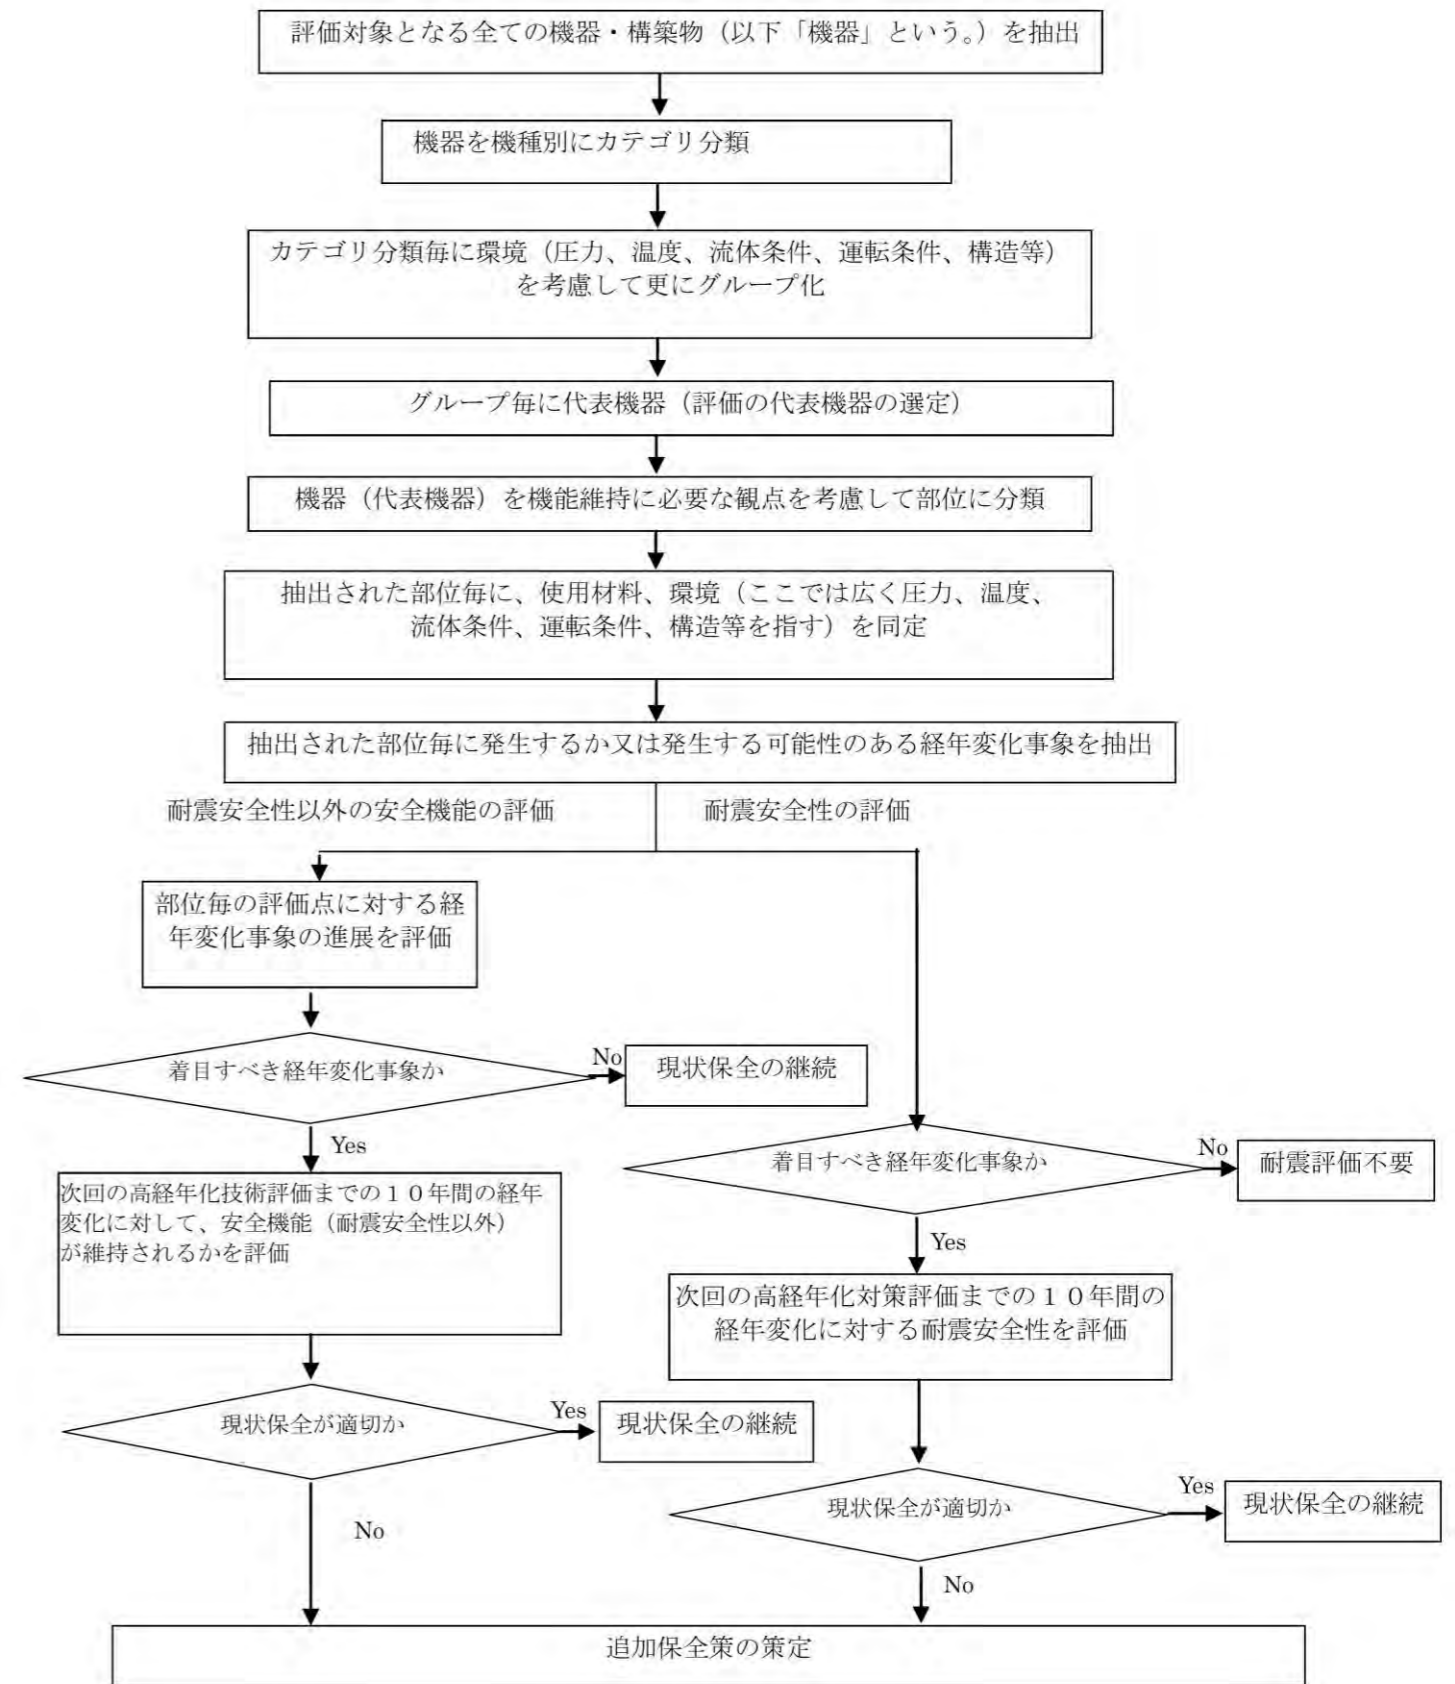 評価対象となる全ての機器・構築物（以下「機器」という。）を抽出
機器を機種別にカテゴリ分類
カテゴリ分類毎に環境（圧力、温度、流体条件、運転条件、構造等）
を考慮して更にグループ化
グループ毎に代表機器（評価の代表機器の選定）
機器（代表機器）を機能維持に必要な観点を考慮して部位に分類
抽出された部位毎に、使用材料、環境（ここでは広く圧力、温度、
流体条件、運転条件、構造等を指す）を同定
抽出された部位毎に発生するか又は発生する可能性のある経年変化事象を抽出
耐震安全性以外の安全機能の評価
耐震安全性の評価
部位毎の評価点に対する経
年変化事象の進展を評価
着目すべき経年変化事象か
No
現状保全の継続
Yes
次回の高経年化技術評価までの１０年間の経年
変化に対して、安全機能（耐震安全性以外）
が維持されるかを評価
現状保全が適切か
Yes
現状保全の継続
No
着目すべき経年変化事象か
No
耐震評価不要
Yes
次回の高経年化対策評価までの１０年間の
経年変化に対する耐震安全性を評価
現状保全が適切か
Yes
現状保全の継続
No
追加保全策の策定